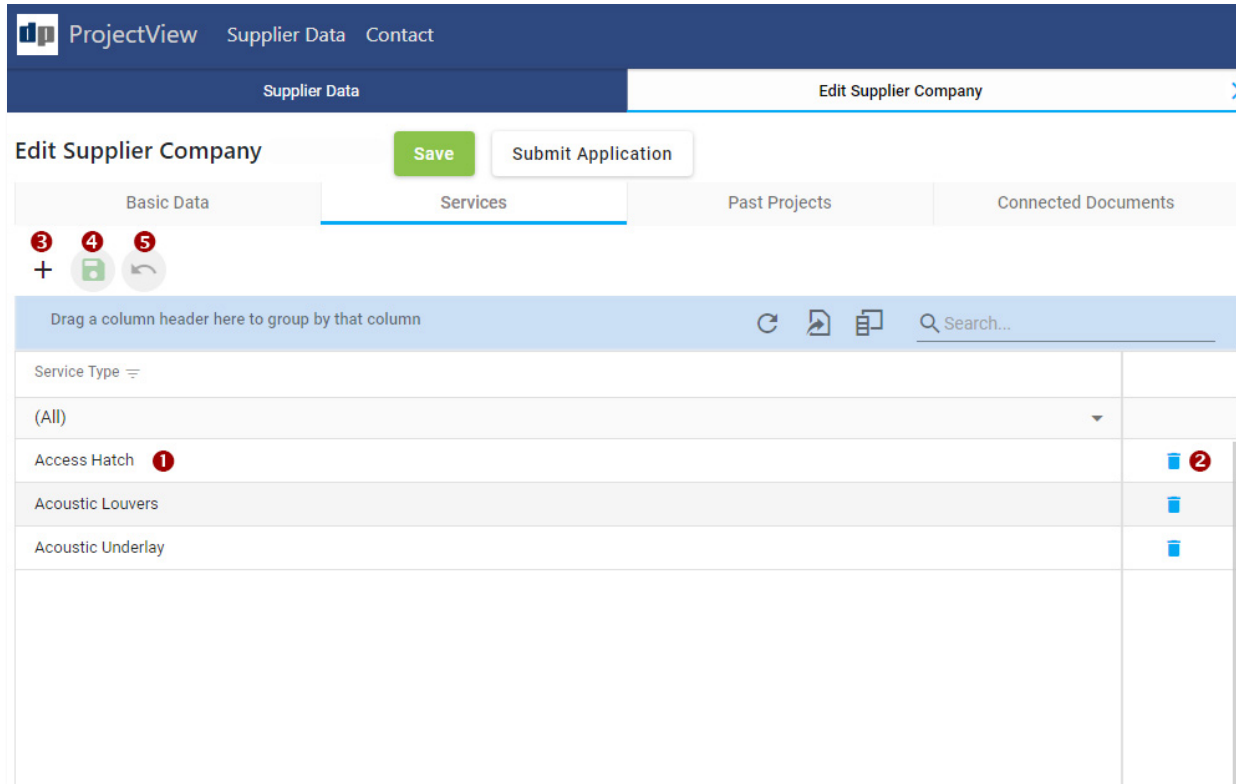 dp ProjectView Supplier Data Contact
Supplier Data Edit Supplier Company
Edit Supplier Company Save Submit Application
Basic Data Services Past Projects Connected Documents
3 4 5
Drag a column header here to group by that column Search...
Service Type
(All)
Access Hatch 1 2
Acoustic Louvers
Acoustic Underlay